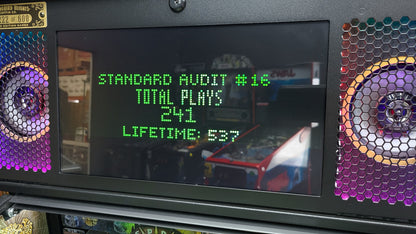 STANDARD AUDIT #16
TOTAL PLAYS
241
LIFETIME: 537